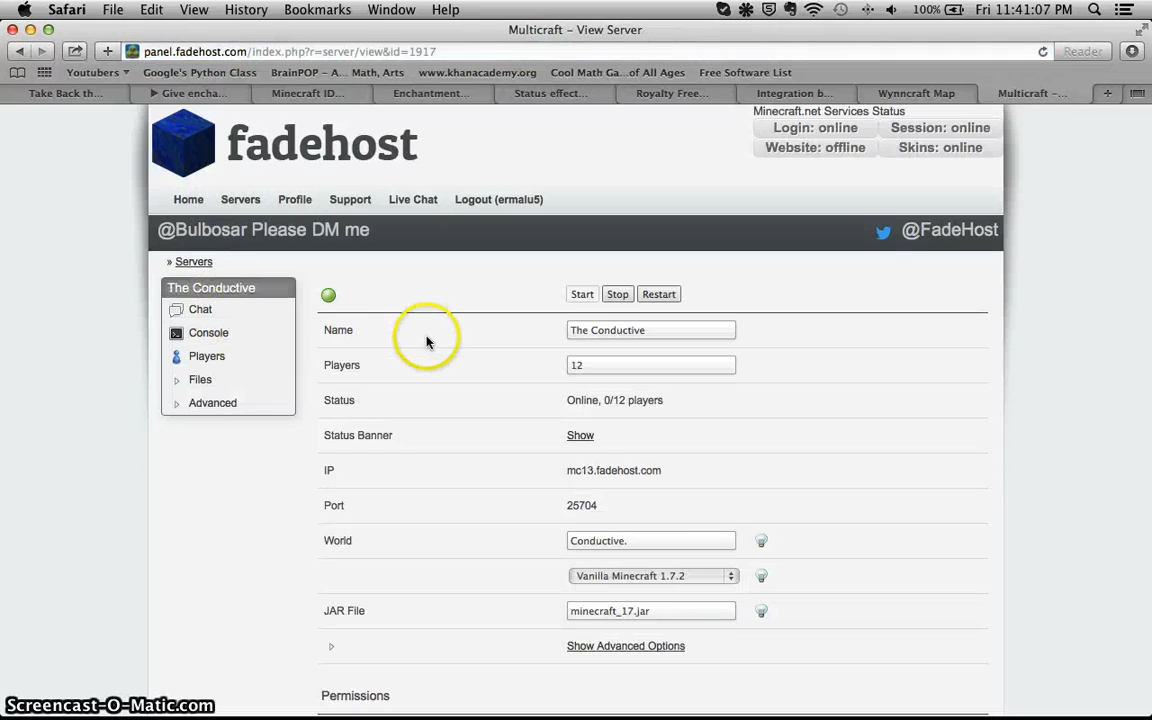 Safari File Edit View History Bookmarks Window Help 100% Fri 11:41:07 PM
Multicraft – View Server
panel.fadehost.com/index.php?r=server/view&id=1917 Reader
Youtubers Google's Python Class BrainPOP – A... Math, Arts www.khanacademy.org Cool Math Ga...of All Ages Free Software List
Take Back th... ▶ Give encha... Minecraft ID... Enchantment... Status effect... Royalty Free... Integration b... Wynncraft Map Multicraft –...
Minecraft.net Services Status
fadehost
Login: online Session: online
Website: offline Skins: online
Home Servers Profile Support Live Chat Logout (ermalu5)
@Bulbosar Please DM me @FadeHost
» Servers
The Conductive
Chat
Console
Players
Files
Advanced
Start Stop Restart
Name The Conductive
Players 12
Status Online, 0/12 players
Status Banner Show
IP mc13.fadehost.com
Port 25704
World Conductive.
Vanilla Minecraft 1.7.2
JAR File minecraft_17.jar
Show Advanced Options
Permissions
Screencast-O-Matic.com